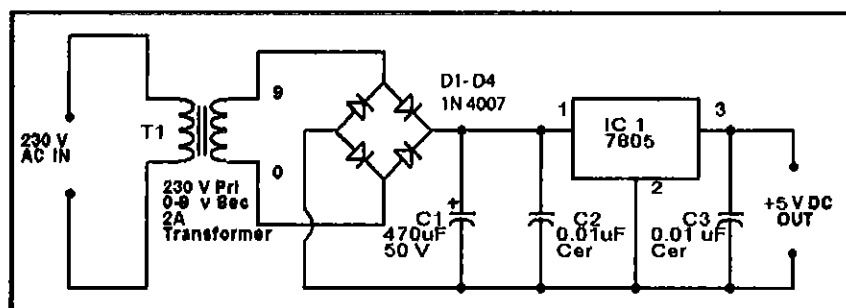 230 V
AC IN
T1
9
0
230 V Pri
0-9 v Sec
2A
Transformer
D1-D4
1N 4007
C1
470uF
50 V
C2
0.01uF
Cer
1
IC 1
7805
3
2
C3
0.01 uF
Cer
+5 V DC
OUT